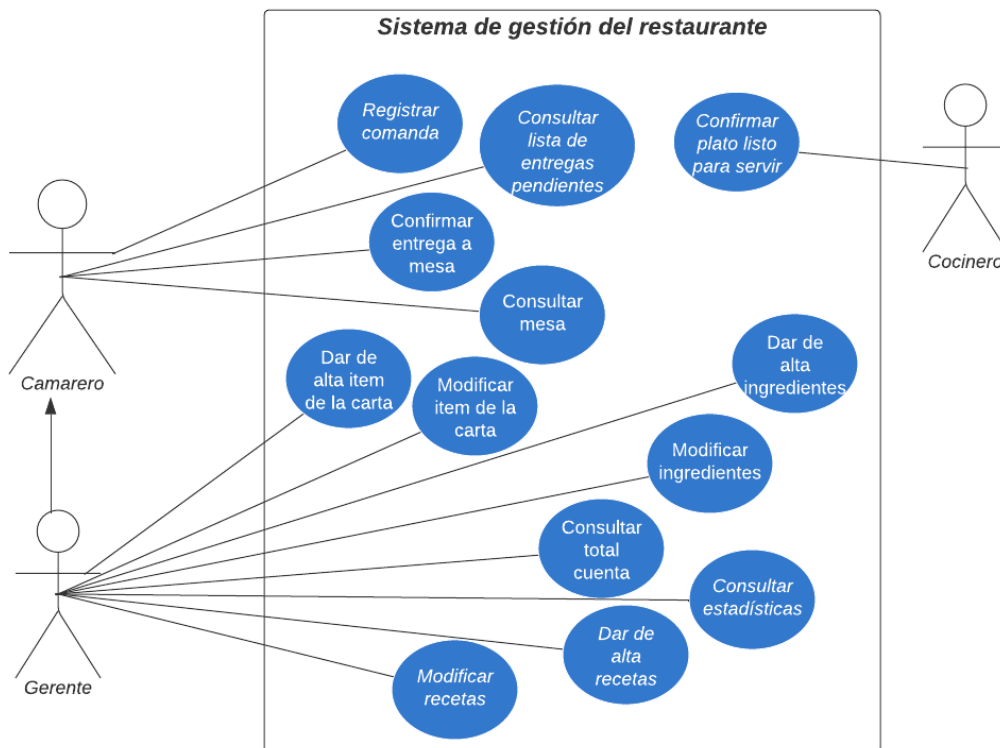 Sistema de gestión del restaurante
Registrar
comanda
Consultar
lista de
entregas
pendientes
Confirmar
plato listo
para servir
Confirmar
entrega a
mesa
Cocinero
Consultar
mesa
Camarero
Dar de
alta item
de la carta
Modificar
item de la
carta
Dar de
alta
ingredientes
Modificar
ingredientes
Consultar
total
cuenta
Consultar
estadísticas
Gerente
Modificar
recetas
Dar de
alta
recetas